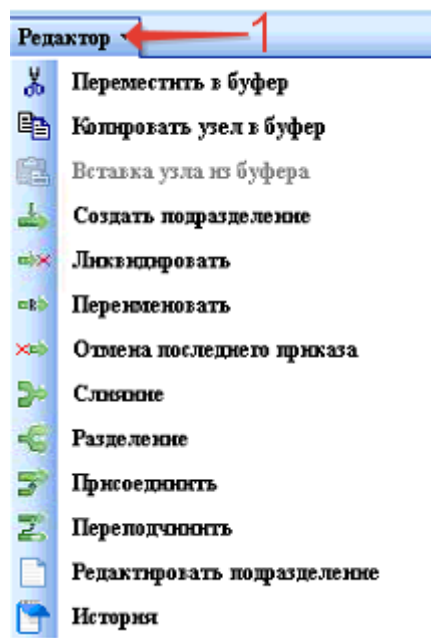 Редактор 1
Переместить в буфер
Копировать узел в буфер
Вставка узла из буфера
Создать подразделение
Ликвидировать
Переименовать
Отмена последнего приказа
Слияние
Разделение
Присоединить
Переподчинить
Редактировать подразделение
История